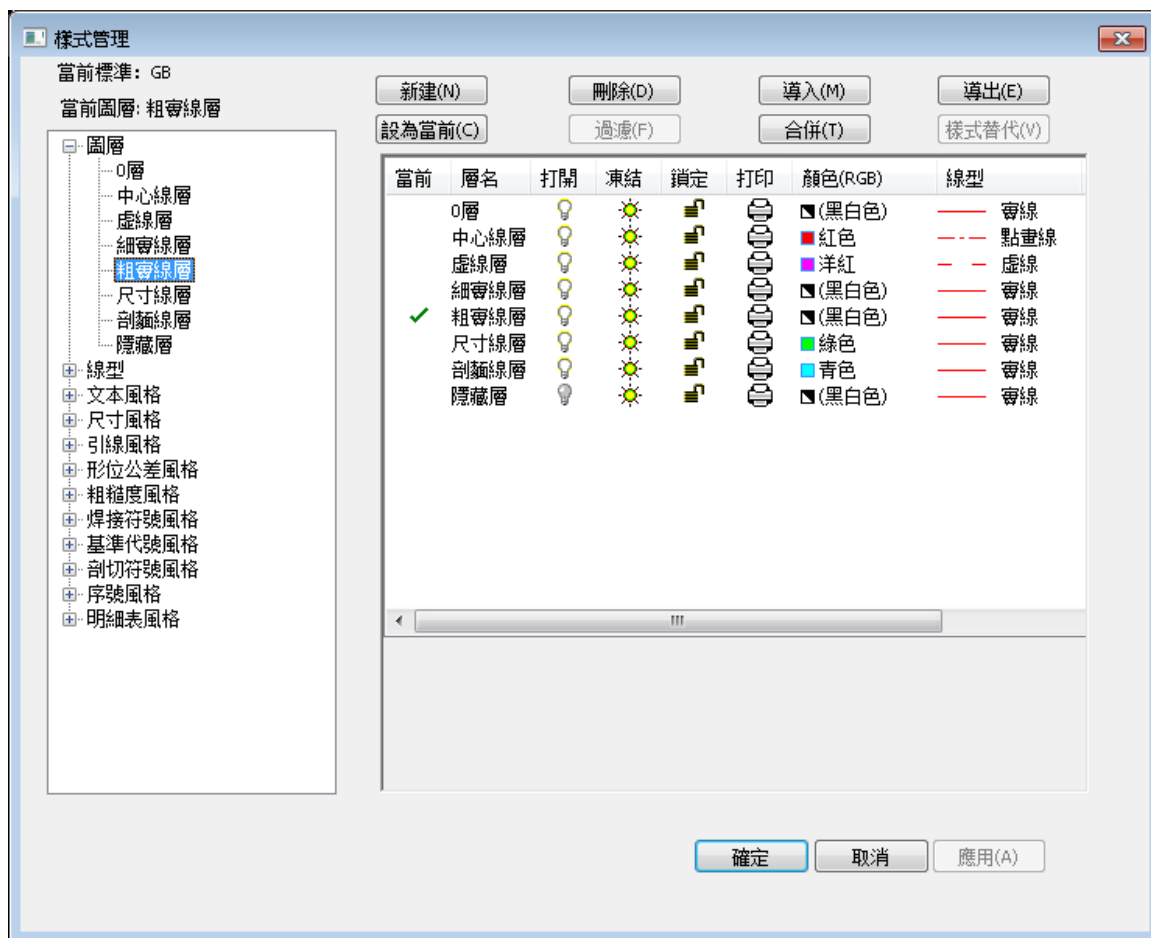 樣式管理
當前標準: GB
當前圖層: 粗實線層
新建(N)
刪除(D)
導入(M)
導出(E)
設為當前(C)
過濾(F)
合併(T)
樣式替代(V)
圖層
0層
中心線層
虛線層
細實線層
粗實線層
尺寸線層
剖麵線層
隱藏層
線型
文本風格
尺寸風格
引線風格
形位公差風格
粗糙度風格
焊接符號風格
基準代號風格
剖切符號風格
序號風格
明細表風格
當前 層名 打開 凍結 鎖定 打印 顏色(RGB) 線型
0層 (黑白色) 實線
中心線層 紅色 點畫線
虛線層 洋紅 虛線
細實線層 (黑白色) 實線
粗實線層 (黑白色) 實線
尺寸線層 綠色 實線
剖麵線層 青色 實線
隱藏層 (黑白色) 實線
確定
取消
應用(A)